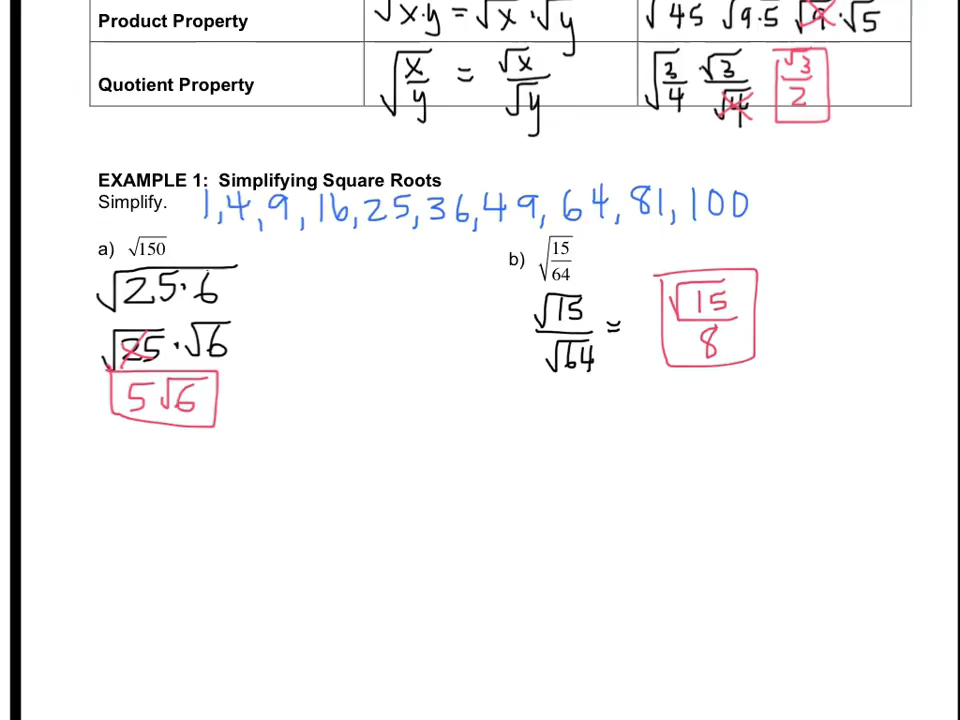 Product Property √x·y = √x·√y √45 √9·5 √9·√5
Quotient Property √x/y = √x/√y √3/4 √3/√4 √3/2
EXAMPLE 1: Simplifying Square Roots
Simplify. 1,4,9,16,25,36,49,64,81,100
a) √150 b) √15/64
√25·6
√25·√6 √15/√64 = √15/8
5√6